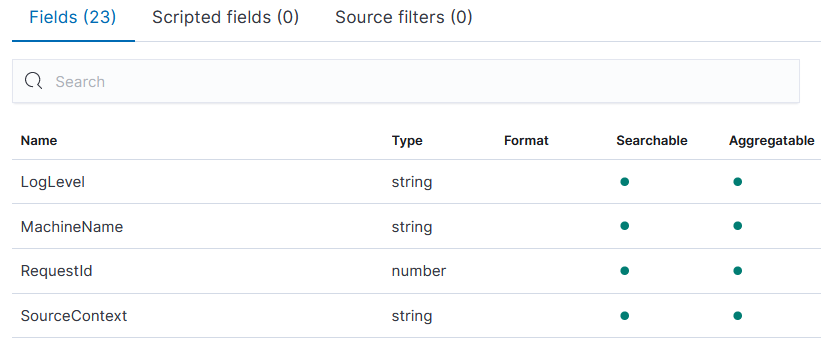 Fields (23) Scripted fields (0) Source filters (0)
Search
Name Type Format Searchable Aggregatable
LogLevel string
MachineName string
RequestId number
SourceContext string